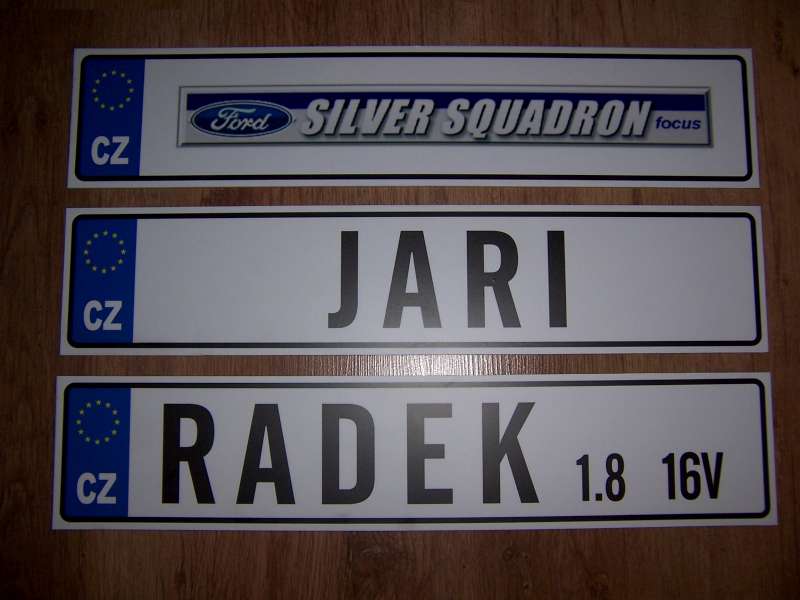 CZ Ford SILVER SQUADRON focus
CZ JARI
CZ RADEK 1.8 16V